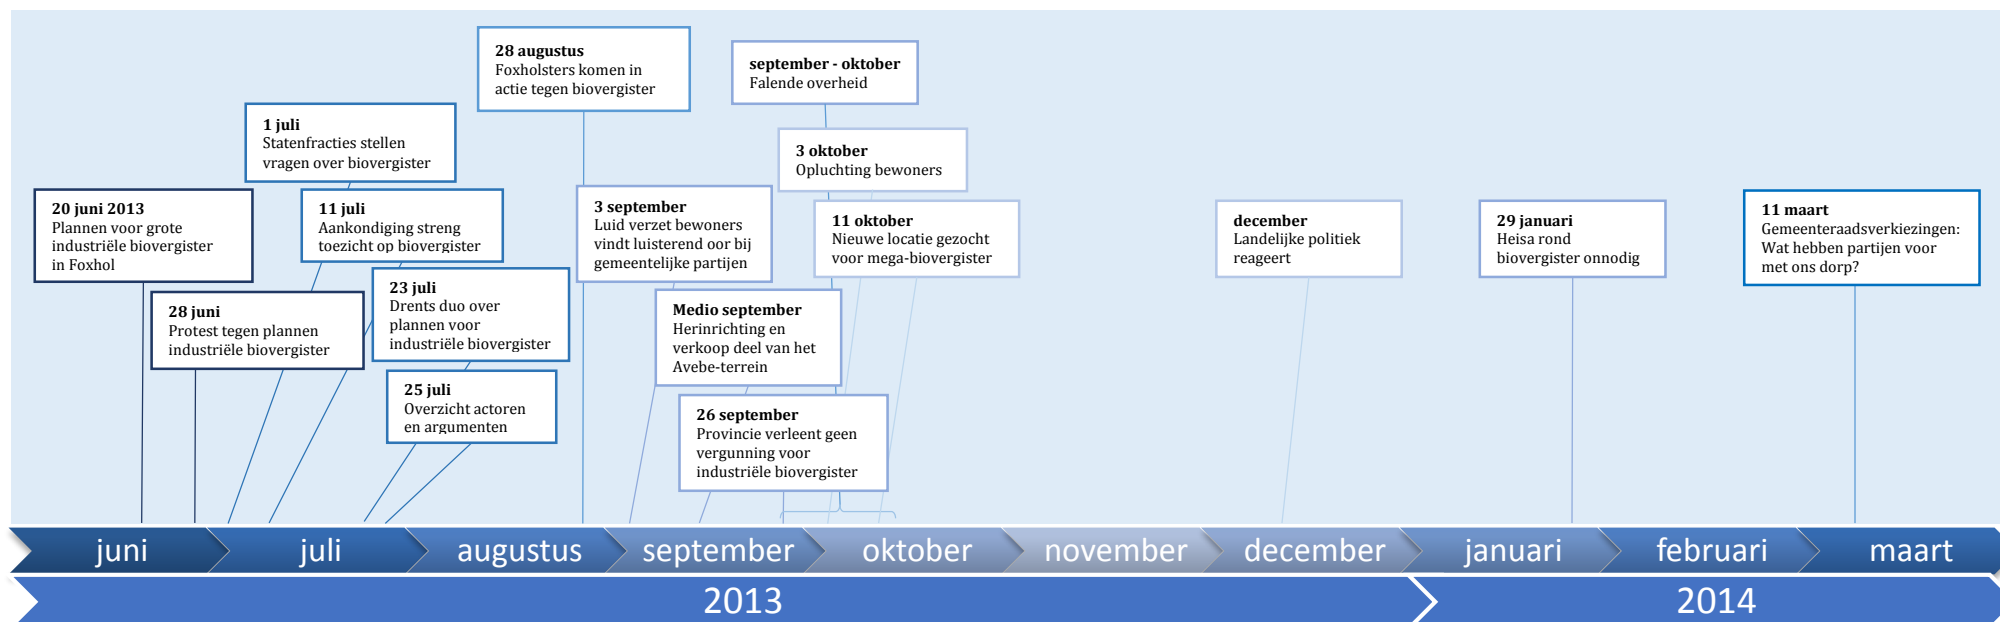 20 juni 2013
Plannen voor grote
industriële biovergister
in Foxhol
28 juni
Protest tegen plannen
industriële biovergister
1 juli
Statenfracties stellen
vragen over biovergister
11 juli
Aankondiging streng
toezicht op biovergister
23 juli
Drents duo over
plannen voor
industriële biovergister
25 juli
Overzicht actoren
en argumenten
28 augustus
Foxholsters komen in
actie tegen biovergister
3 september
Luid verzet bewoners
vindt luisterend oor bij
gemeentelijke partijen
Medio september
Herinrichting en
verkoop deel van het
Avebe-terrein
26 september
Provincie verleent geen
vergunning voor
industriële biovergister
september - oktober
Falende overheid
3 oktober
Opluchting bewoners
11 oktober
Nieuwe locatie gezocht
voor mega-biovergister
december
Landelijke politiek
reageert
29 januari
Heisa rond
biovergister onnodig
11 maart
Gemeenteraadsverkiezingen:
Wat hebben partijen voor
met ons dorp?
juni juli augustus september oktober november december januari februari maart
2013 2014